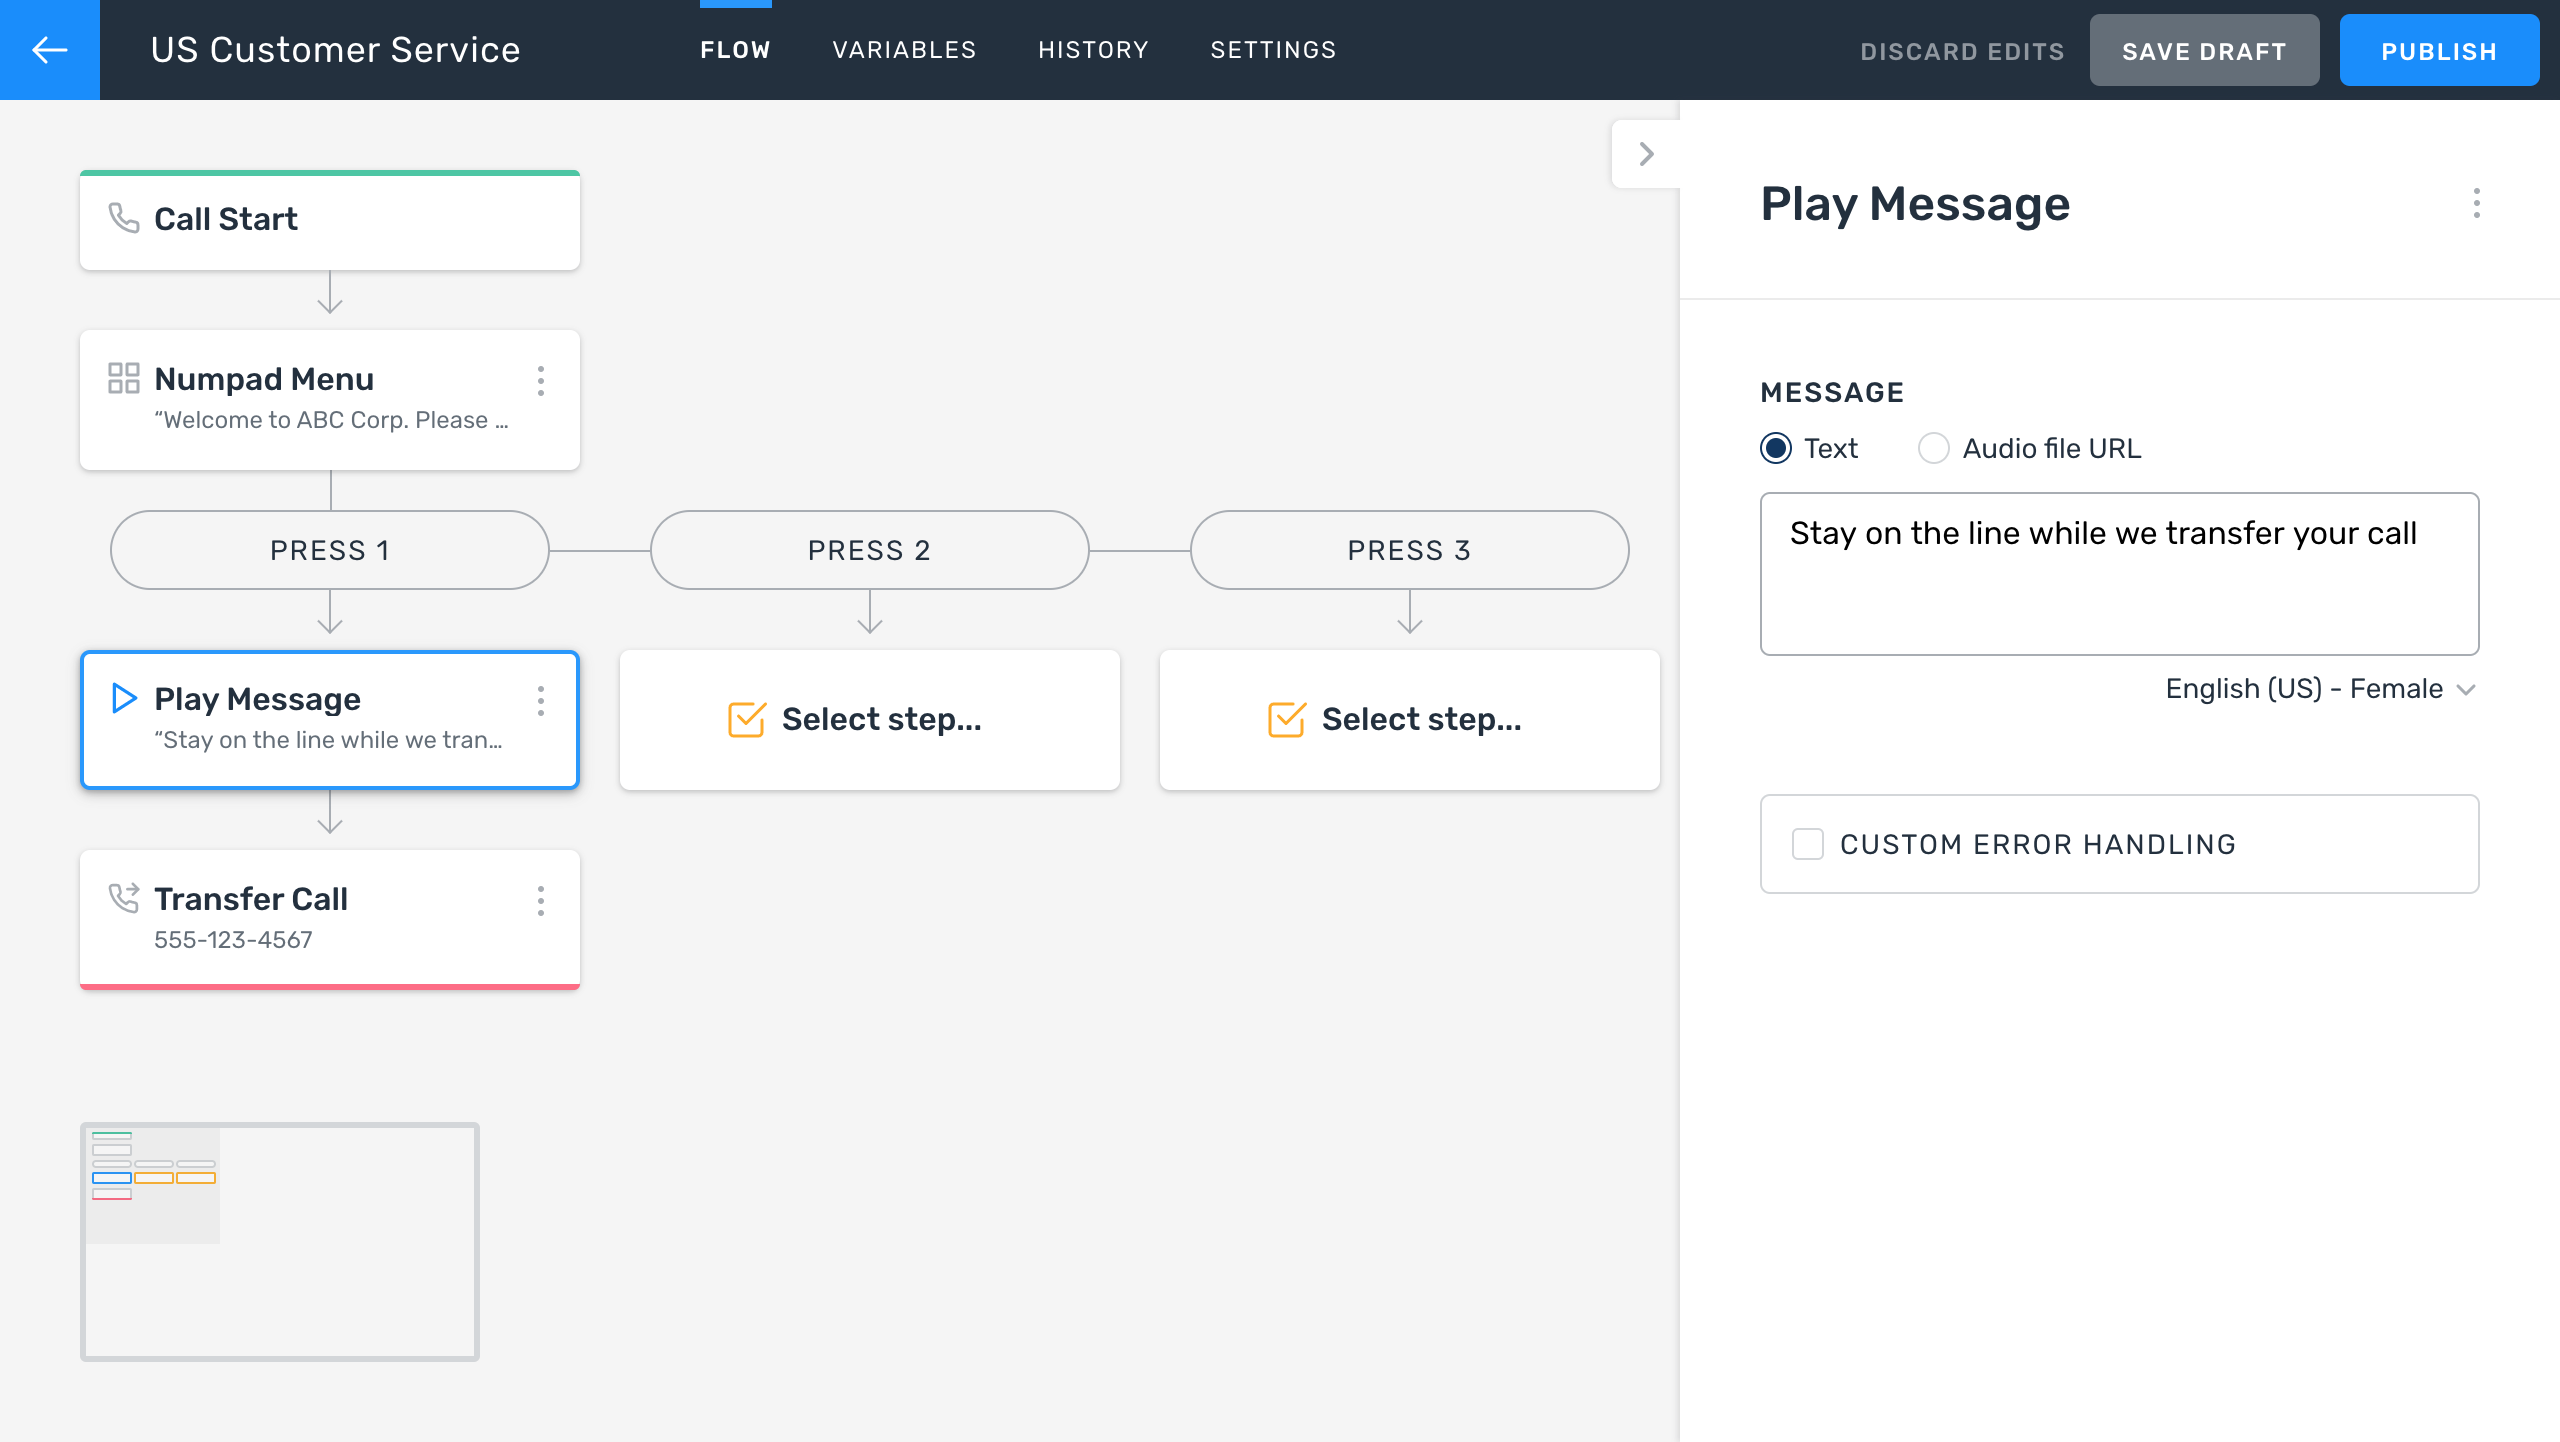 US Customer Service
FLOW
VARIABLES
HISTORY
SETTINGS
DISCARD EDITS
SAVE DRAFT
PUBLISH
Call Start
Numpad Menu
“Welcome to ABC Corp. Please ...
PRESS 1
PRESS 2
PRESS 3
Play Message
“Stay on the line while we tran...
Select step...
Select step...
Transfer Call
555-123-4567
Play Message
MESSAGE
Text
Audio file URL
Stay on the line while we transfer your call
English (US) - Female
CUSTOM ERROR HANDLING